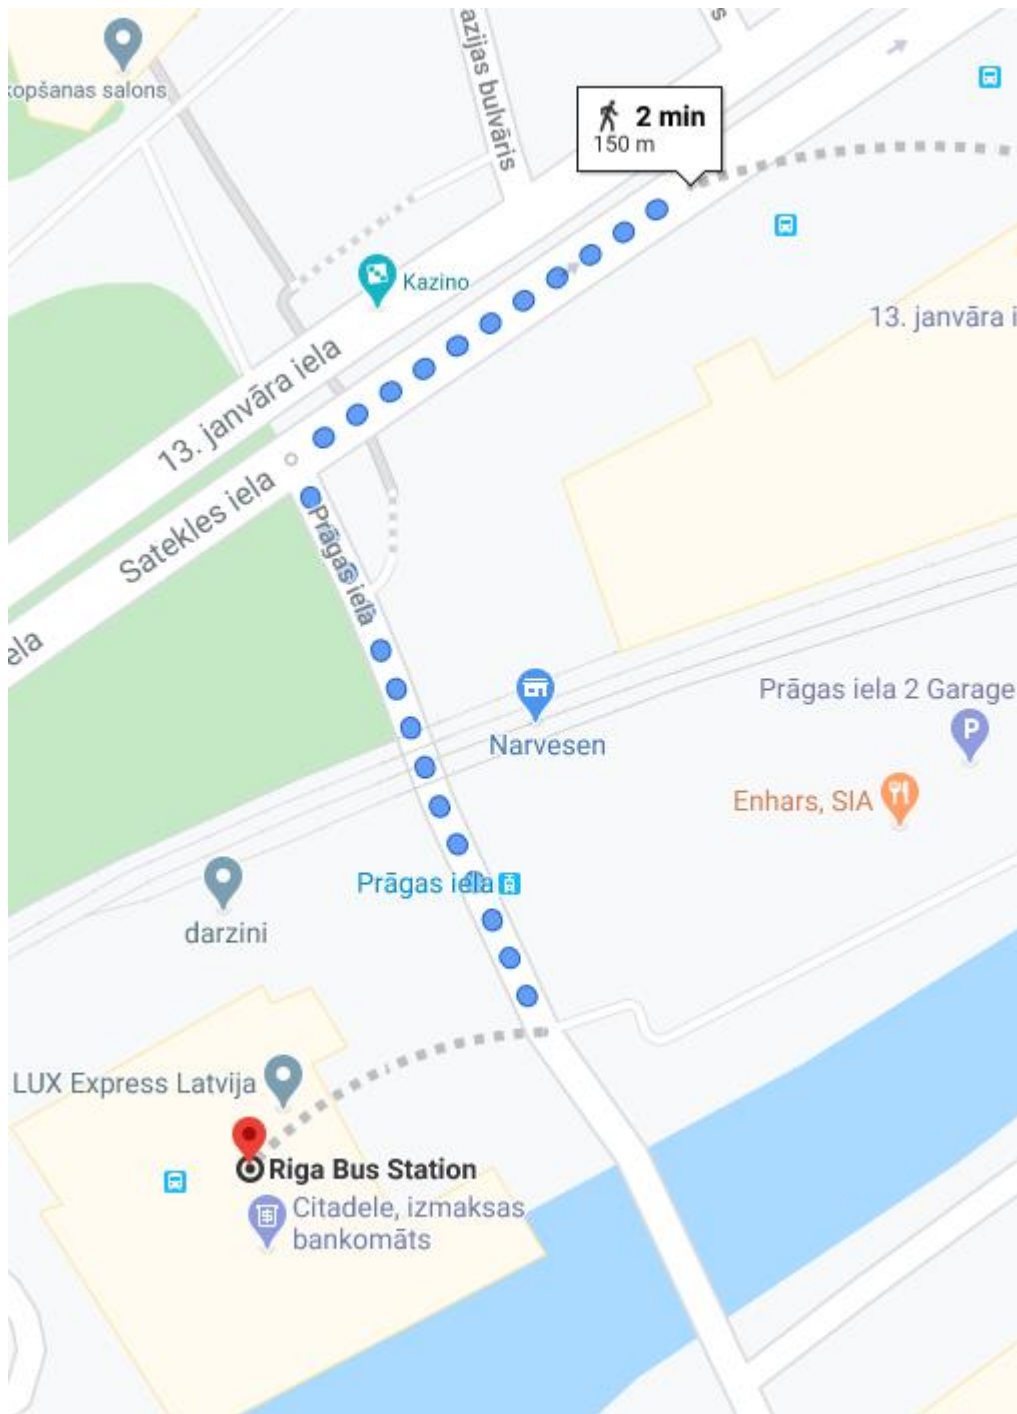 kopšanas salons
azijas bulvāris
2 min
150 m
Kazino
13. janvāra i
13. janvāra iela
Satekles iela
Prāgas iela
ela
Narvesen
Prāgas iela 2 Garage
P
Enhars, SIA
Prāgas iela
darzini
LUX Express Latvija
Riga Bus Station
$
Citadele, izmaksas
bankomāts